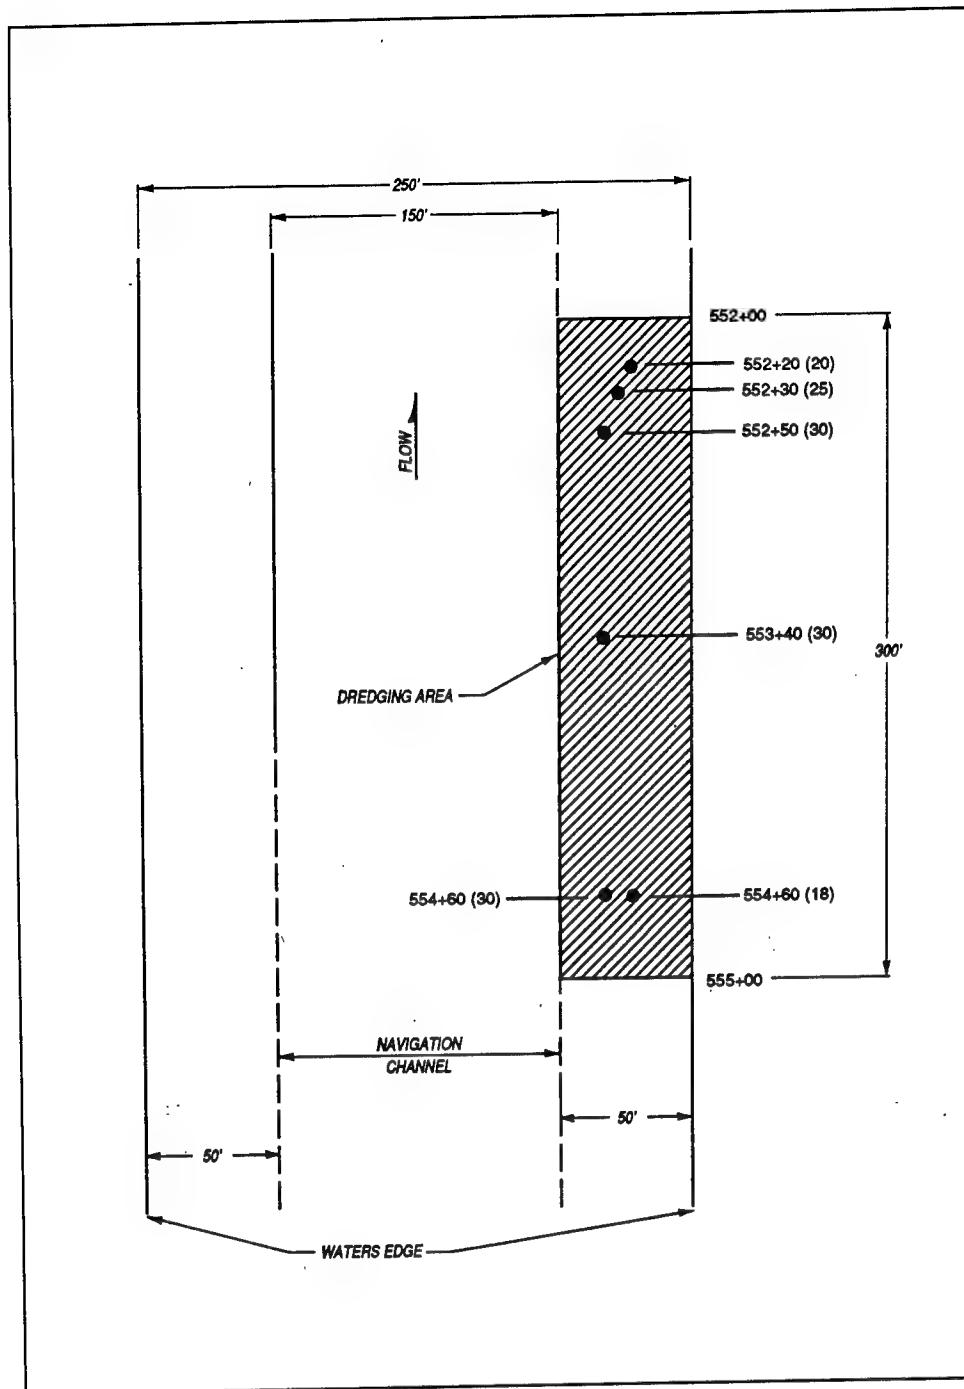 250'
150'
552+00
552+20 (20)
552+30 (25)
552+50 (30)
FLOW
553+40 (30)
300'
DREDGING AREA
554+60 (30)
554+60 (18)
555+00
NAVIGATION
CHANNEL
50'
50'
WATERS EDGE